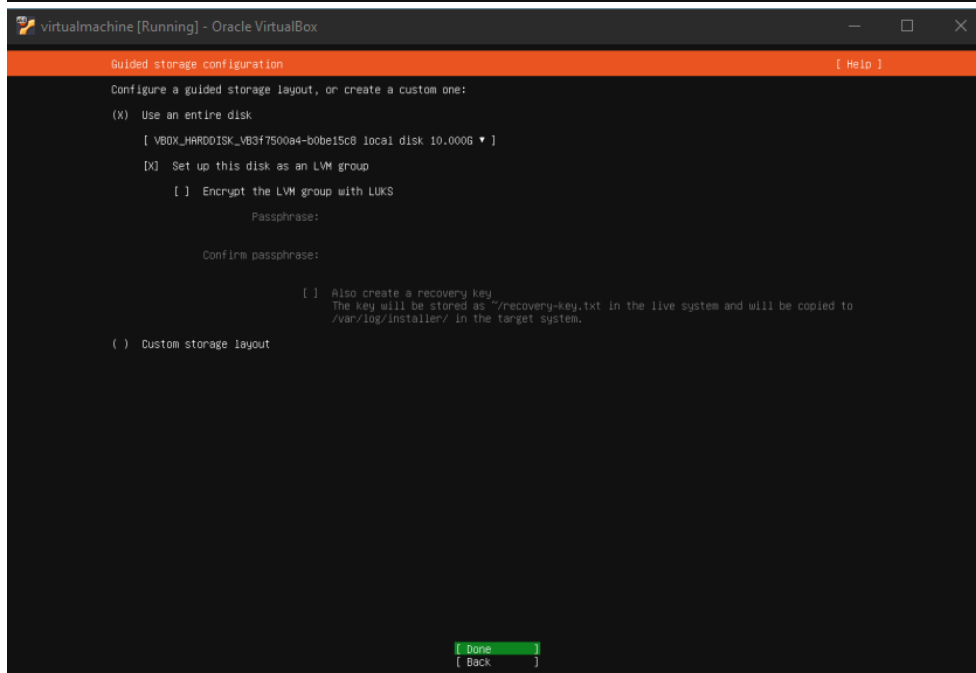 virtualmachine [Running] - Oracle VirtualBox
Guided storage configuration [ Help ]
Configure a guided storage layout, or create a custom one:
(X) Use an entire disk
[ VBOX_HARDDISK_VB3f7500a4-b0be15c8 local disk 10.000G ▾ ]
[X] Set up this disk as an LVM group
[ ] Encrypt the LVM group with LUKS
Passphrase:
Confirm passphrase:
[ ] Also create a recovery key
The key will be stored as ~/recovery-key.txt in the live system and will be copied to
/var/log/installer/ in the target system.
( ) Custom storage layout
[ Done ]
[ Back ]